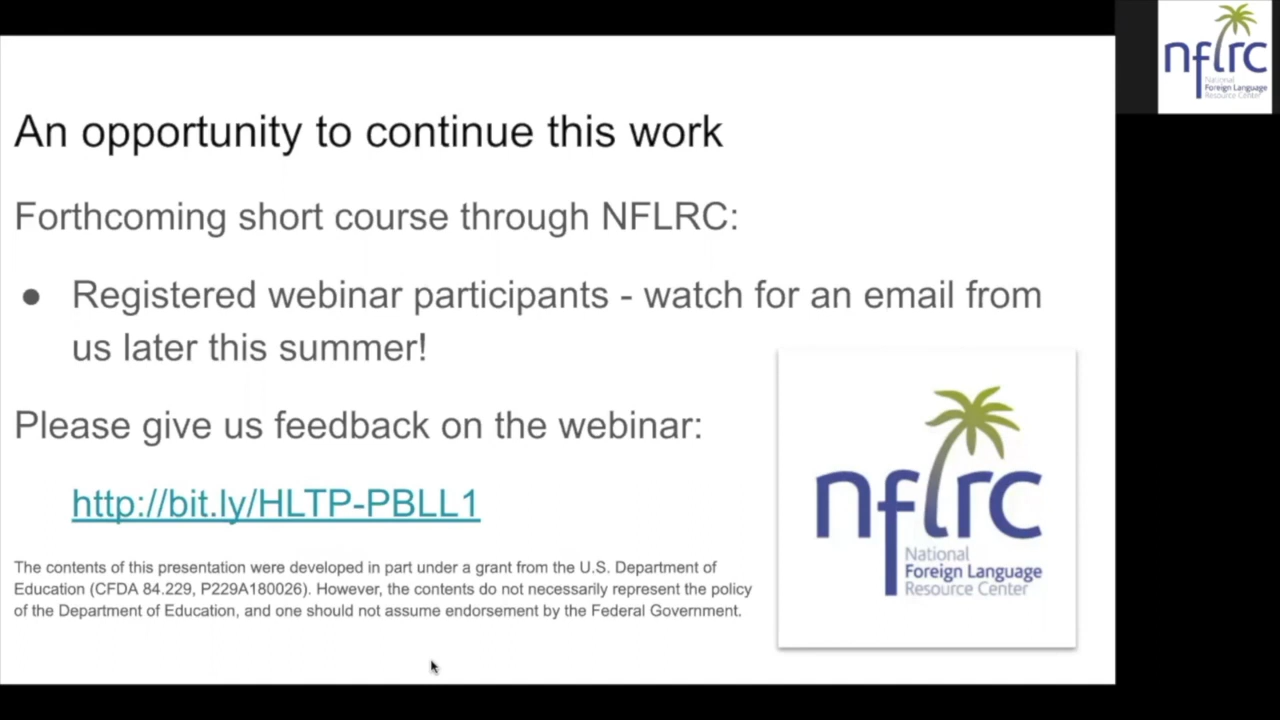 An opportunity to continue this work
Forthcoming short course through NFLRC:
● Registered webinar participants - watch for an email from
us later this summer!
Please give us feedback on the webinar:
http://bit.ly/HLTP-PBLL1
The contents of this presentation were developed in part under a grant from the U.S. Department of
Education (CFDA 84.229, P229A180026). However, the contents do not necessarily represent the policy
of the Department of Education, and one should not assume endorsement by the Federal Government.
nflrc
National
Foreign Language
Resource Center
nflrc
National
Foreign Language
Resource Center